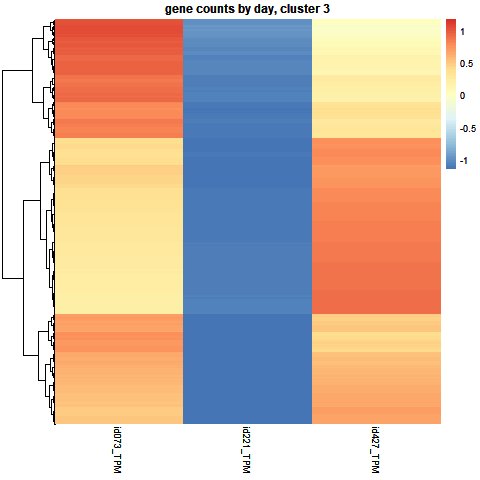 gene counts by day, cluster 3
1
0.5
0
-0.5
-1
id073_TPM
id221_TPM
id427_TPM